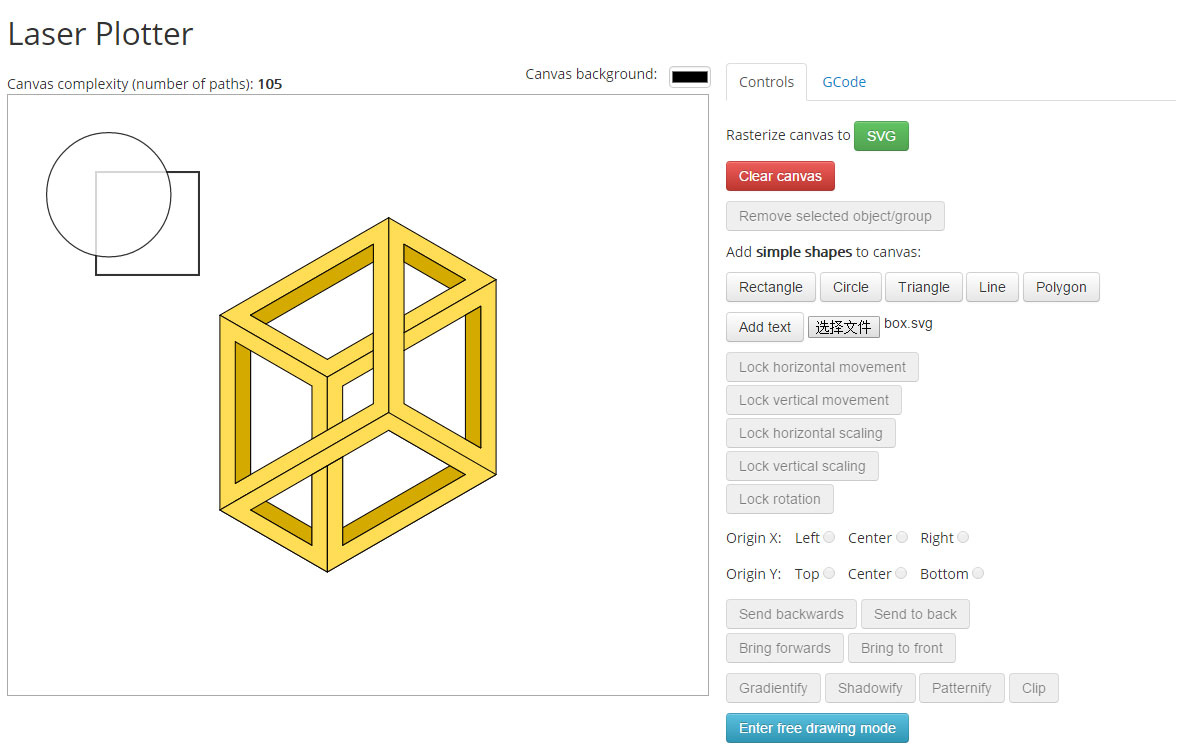 Laser Plotter
Canvas complexity (number of paths): 105
Canvas background:
Controls
GCode
Rasterize canvas to SVG
Clear canvas
Remove selected object/group
Add simple shapes to canvas:
Rectangle
Circle
Triangle
Line
Polygon
Add text
选择文件 box.svg
Lock horizontal movement
Lock vertical movement
Lock horizontal scaling
Lock vertical scaling
Lock rotation
Origin X: Left Center Right
Origin Y: Top Center Bottom
Send backwards
Send to back
Bring forwards
Bring to front
Gradientify
Shadowify
Patternify
Clip
Enter free drawing mode